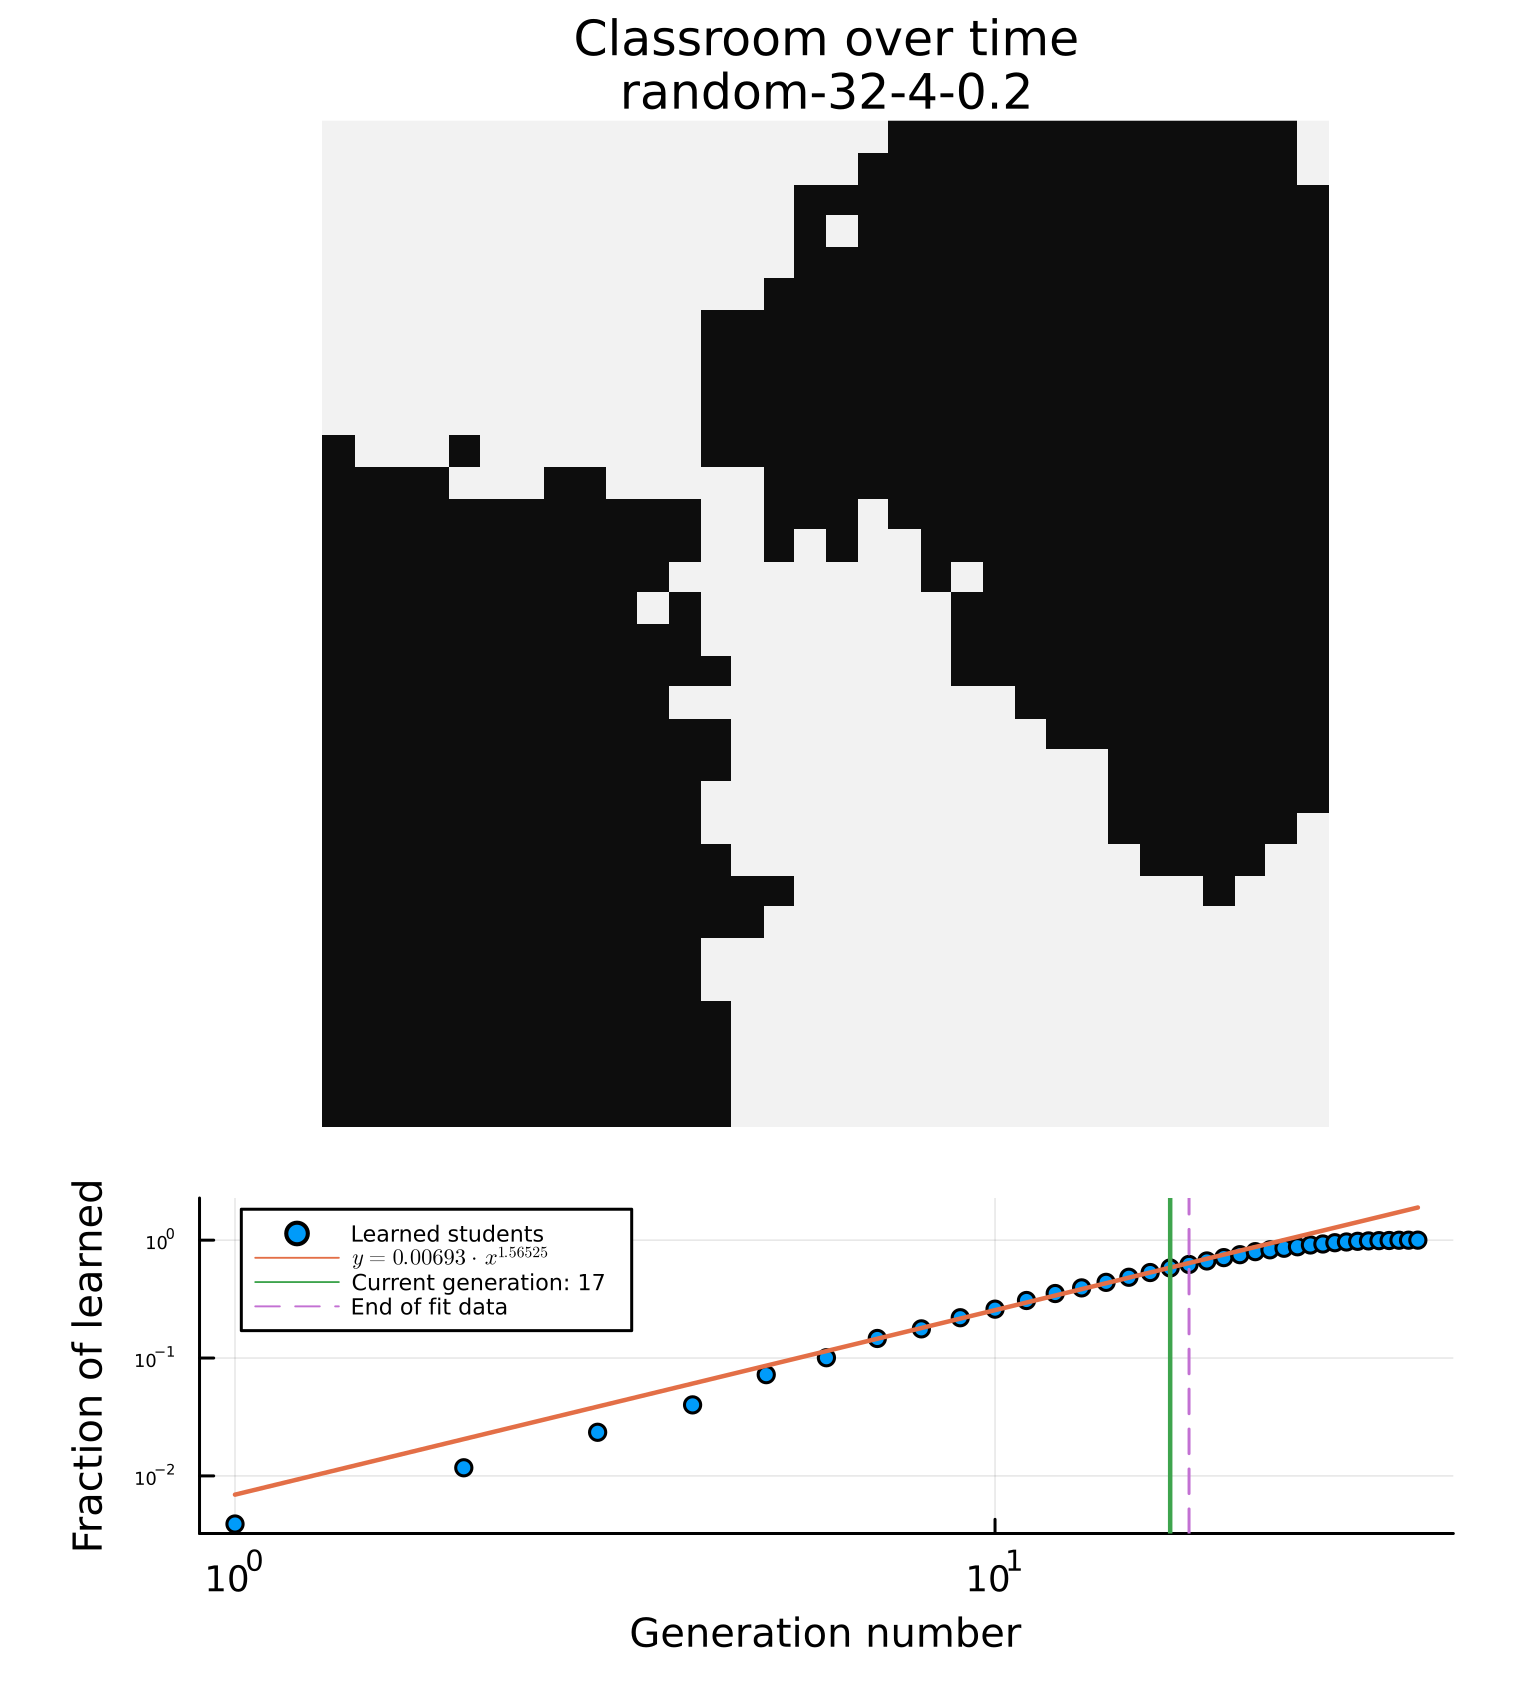 Classroom over time
random-32-4-0.2
Fraction of learned
10^0
10^-1
10^-2
Learned students
y = 0.00693 · x^1.56525
Current generation: 17
End of fit data
10^0
10^1
Generation number